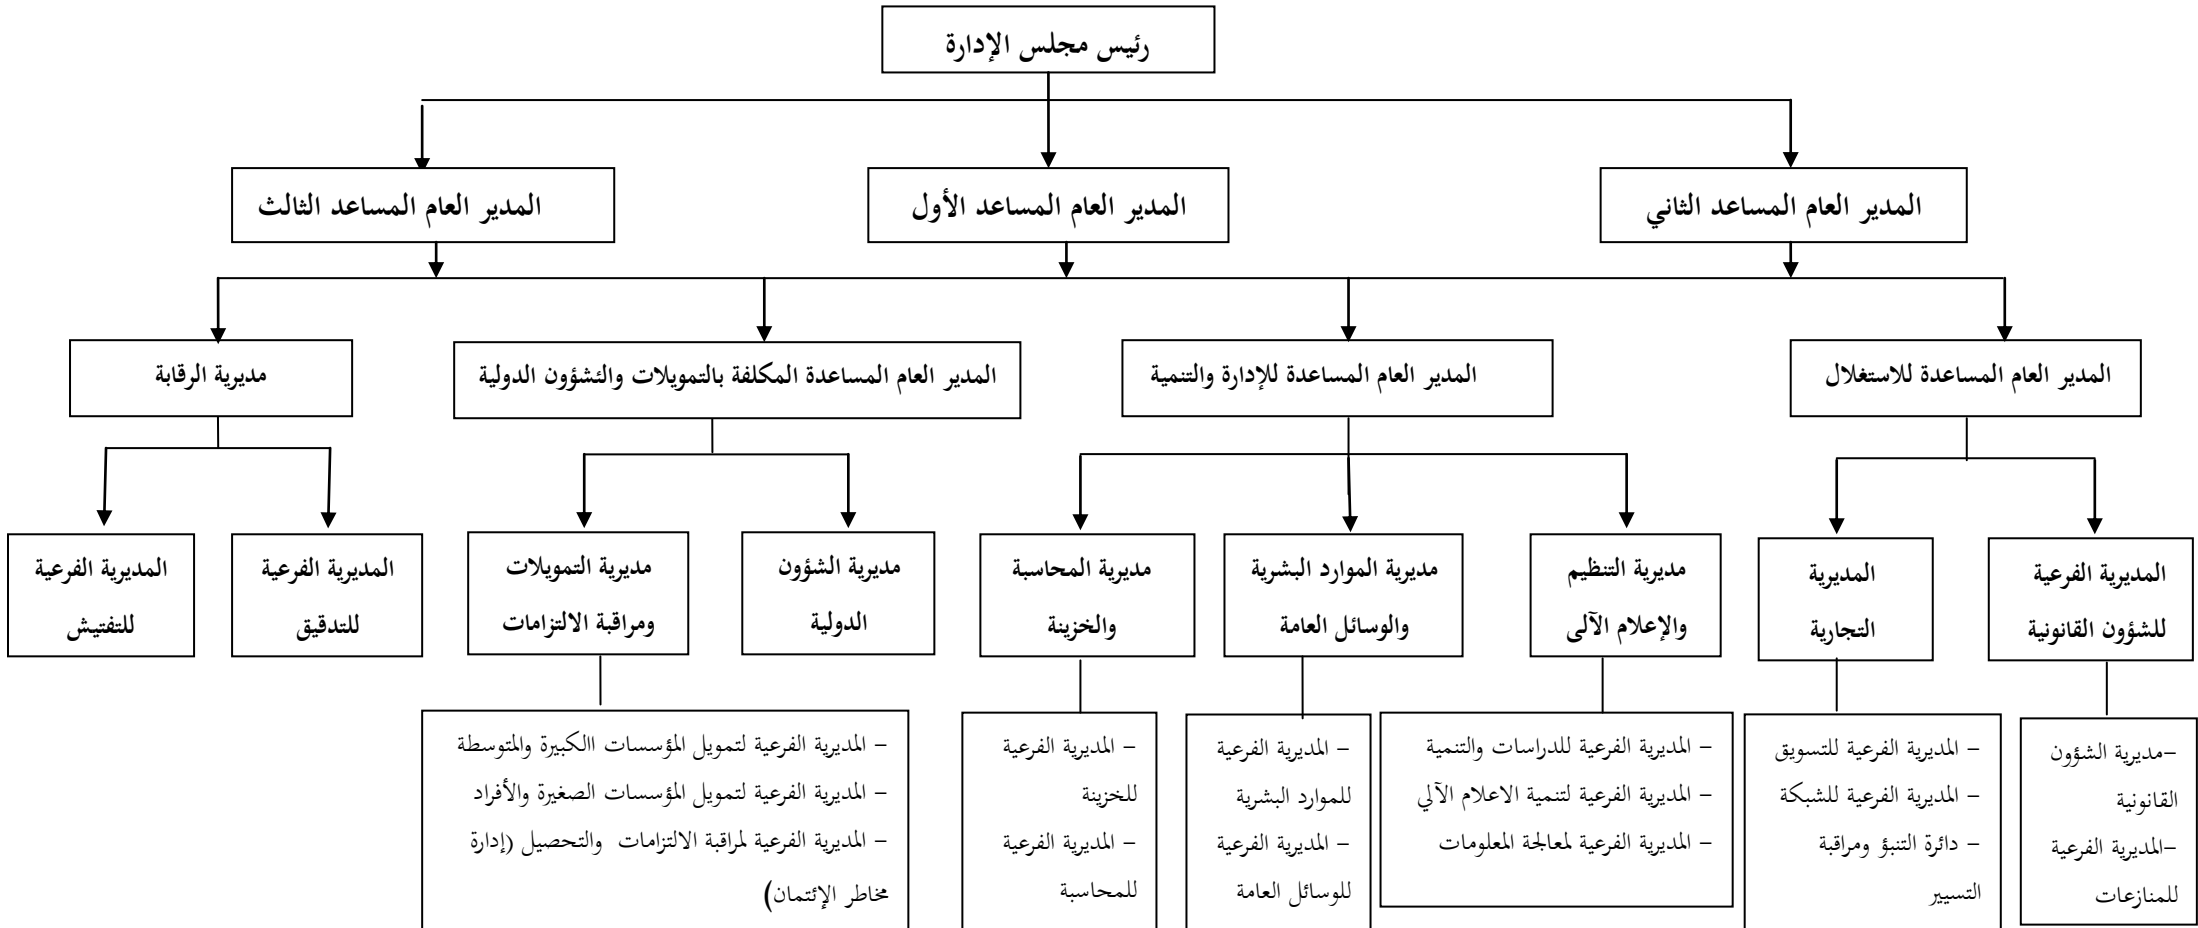 رئيس مجلس الإدارة
المدير العام المساعد الثاني
المدير العام المساعد الأول
المدير العام المساعد الثالث
المدير العام المساعدة للاستغلال
المدير العام المساعدة للإدارة والتنمية
المدير العام المساعدة المكلفة بالتمويلات والئشؤون الدولية
مديرية الرقابة
المديرية الفرعية
للشؤون القانونية
المديرية
التجارية
مديرية التنظيم
والإعلام الآلى
مديرية الموارد البشرية
والوسائل العامة
مديرية المحاسبة
والخزينة
مديرية الشؤون
الدولية
مديرية التمويلات
ومراقبة الالتزامات
المديرية الفرعية
للتدقيق
المديرية الفرعية
للتفتيش
–مديرية الشؤون
القانونية
–المديرية الفرعية
للمنازعات
– المديرية الفرعية للتسويق
– المديرية الفرعية للشبكة
– دائرة التنبؤ ومراقبة
التسيير
– المديرية الفرعية للدراسات والتنمية
– المديرية الفرعية لتنمية الاعلام الآلي
– المديرية الفرعية لمعالجة المعلومات
– المديرية الفرعية
للموارد البشرية
– المديرية الفرعية
للوسائل العامة
– المديرية الفرعية
للخزينة
– المديرية الفرعية
للمحاسبة
– المديرية الفرعية لتمويل المؤسسات االكبيرة والمتوسطة
– المديرية الفرعية لتمويل المؤسسات الصغيرة والأفراد
– المديرية الفرعية لمراقبة الالتزامات والتحصيل (إدارة
مخاطر الإئتمان)